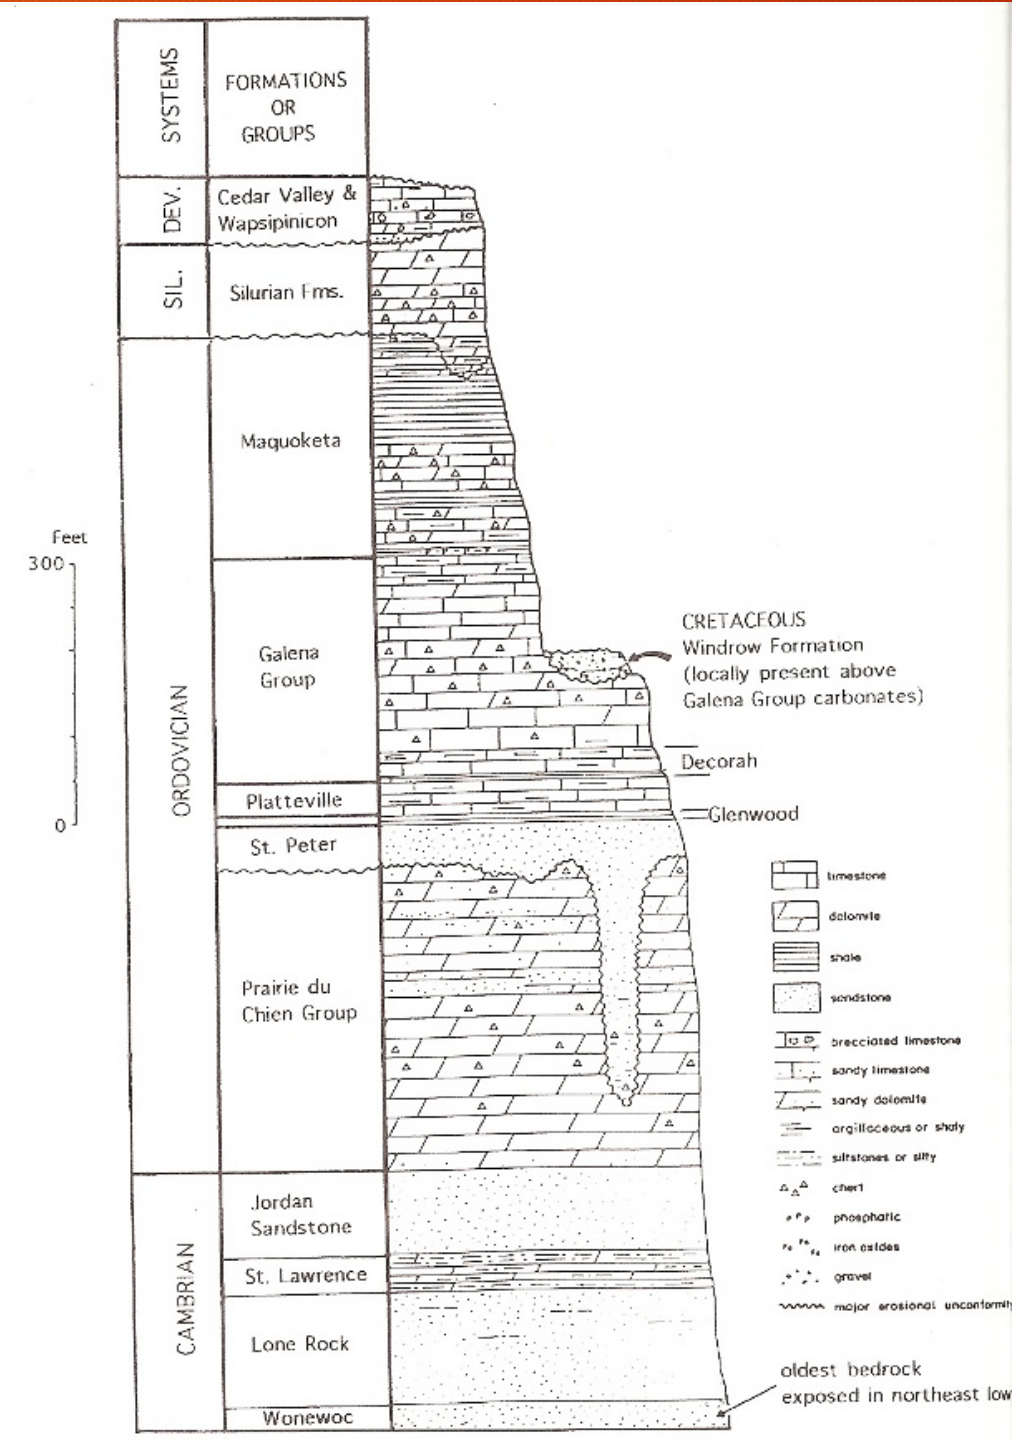 SYSTEMS
FORMATIONS
OR
GROUPS
DEV.
Cedar Valley &
Wapsipinicon
SIL.
Silurian Fms.
ORDOVICIAN
Maquoketa
Galena
Group
Platteville
St. Peter
Prairie du
Chien Group
CAMBRIAN
Jordan
Sandstone
St. Lawrence
Lone Rock
Wonewoc
Feet
300
0
CRETACEOUS
Windrow Formation
(locally present above
Galena Group carbonates)
Decorah
Glenwood
limestone
dolomite
shale
sandstone
brecciated limestone
sandy limestone
sandy dolomite
argillaceous or shaly
siltstones or silty
chert
phosphatic
iron oxides
gravel
major erosional unconformity
oldest bedrock
exposed in northeast Iow